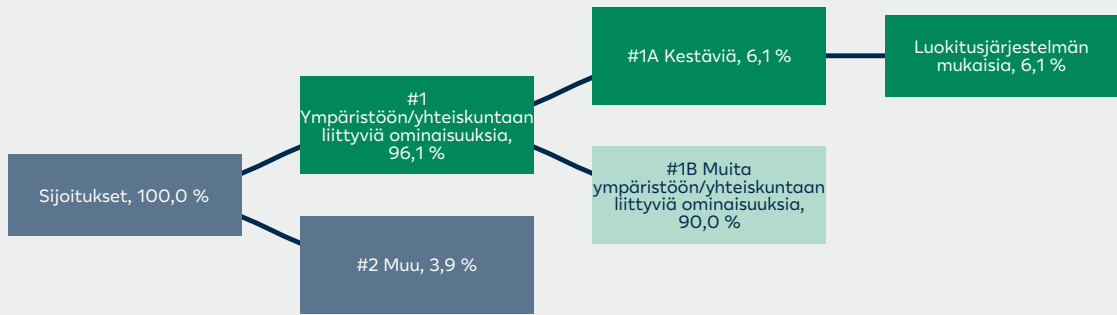 Sijoitukset, 100,0 %
#1
Ympäristöön/yhteiskuntaan
liittyviä ominaisuuksia,
96,1 %
#2 Muu, 3,9 %
#1A Kestäviä, 6,1 %
#1B Muita
ympäristöön/yhteiskuntaan
liittyviä ominaisuuksia,
90,0 %
Luokitusjärjestelmän
mukaisia, 6,1 %